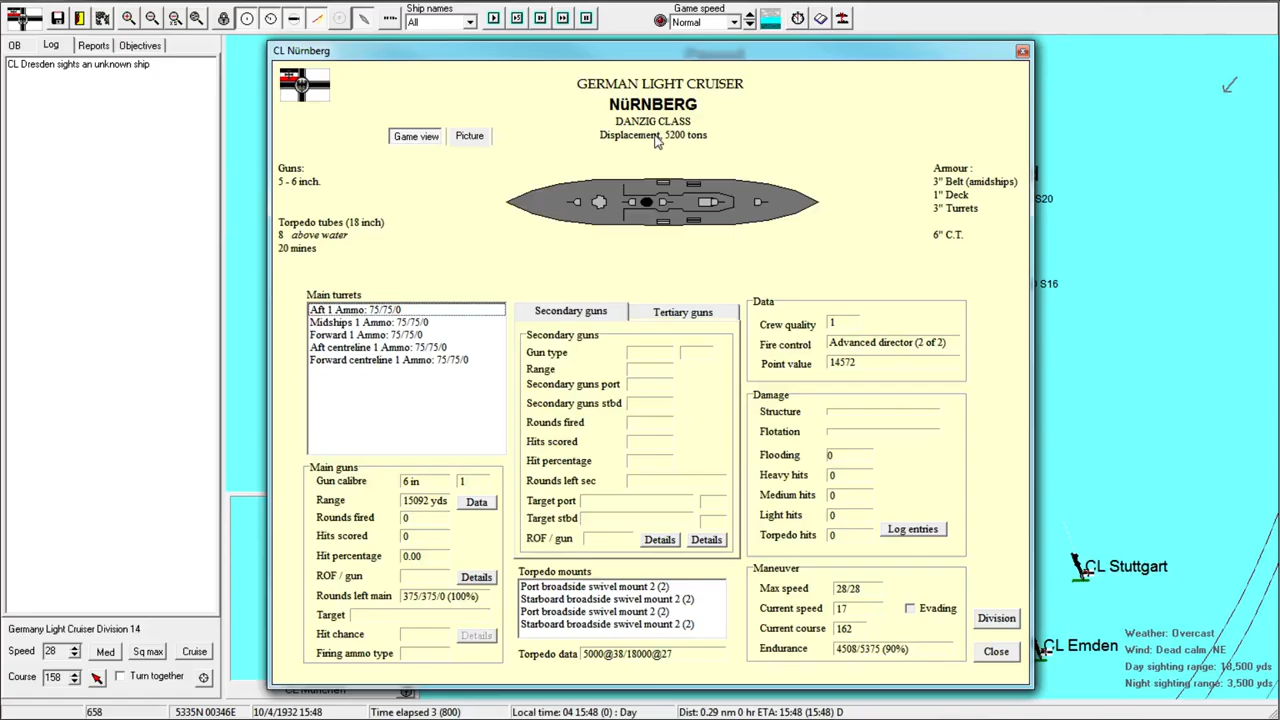 Ship names
All
Game speed
Normal
OB
Log
Reports
Objectives
CL Dresden sights an unknown ship
CL Nürnberg
GERMAN LIGHT CRUISER
NüRNBERG
DANZIG CLASS
Displacement, 5200 tons
Game view
Picture
Guns:
5 - 6 inch.
Torpedo tubes (18 inch)
8 above water
20 mines
Armour :
3" Belt (amidships)
1" Deck
3" Turrets
6" C.T.
Main turrets
Aft 1 Ammo: 75/75/0
Midships 1 Ammo: 75/75/0
Forward 1 Ammo: 75/75/0
Aft centreline 1 Ammo: 75/75/0
Forward centreline 1 Ammo: 75/75/0
Main guns
Gun calibre 6 in 1
Range 15092 yds Data
Rounds fired 0
Hits scored 0
Hit percentage 0.00
ROF / gun Details
Rounds left main 375/375/0 (100%)
Target
Hit chance Details
Firing ammo type
Secondary guns
Tertiary guns
Secondary guns
Gun type
Range
Secondary guns port
Secondary guns stbd
Rounds fired
Hits scored
Hit percentage
Rounds left sec
Target port
Target stbd
ROF / gun Details Details
Torpedo mounts
Port broadside swivel mount 2 (2)
Starboard broadside swivel mount 2 (2)
Port broadside swivel mount 2 (2)
Starboard broadside swivel mount 2 (2)
Torpedo data 5000@38/18000@27
Data
Crew quality 1
Fire control Advanced director (2 of 2)
Point value 14572
Damage
Structure
Flotation
Flooding 0
Heavy hits 0
Medium hits 0
Light hits 0
Torpedo hits 0
Log entries
Maneuver
Max speed 28/28
Current speed 17
Evading
Current course 162
Endurance 4508/5375 (90%)
Division
Close
S20
S16
CL Stuttgart
CL Emden
CL München
Weather: Overcast
Wind: Dead calm, NE
Day sighting range: 18,500 yds
Night sighting range: 3,500 yds
Germany Light Cruiser Division 14
Speed 28 Med Sq max Cruise
Course 158 Turn together
658
5335N 00346E
10/4/1932 15:48
Time elapsed 3 (800)
Local time: 04 15:48 (0) : Day
Dist: 0.29 nm 0 hr ETA: 15:48 (15:48) D